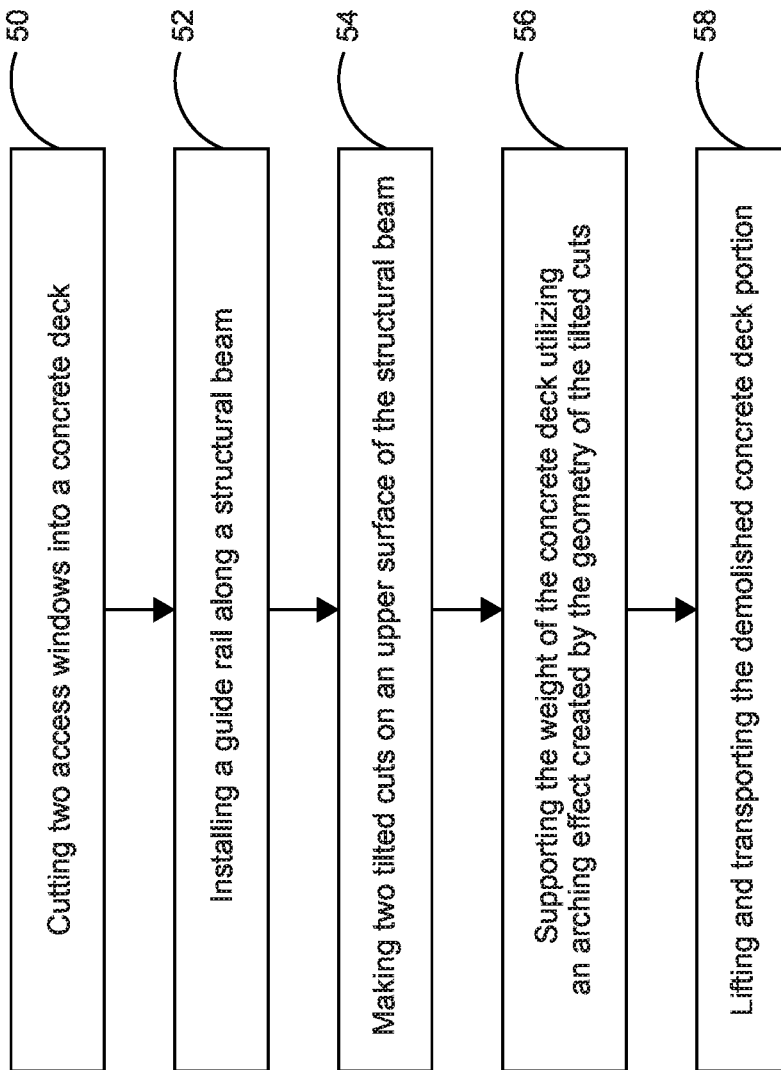 Cutting two access windows into a concrete deck
50
Installing a guide rail along a structural beam
52
Making two tilted cuts on an upper surface of the structural beam
54
Supporting the weight of the concrete deck utilizing
an arching effect created by the geometry of the tilted cuts
56
Lifting and transporting the demolished concrete deck portion
58